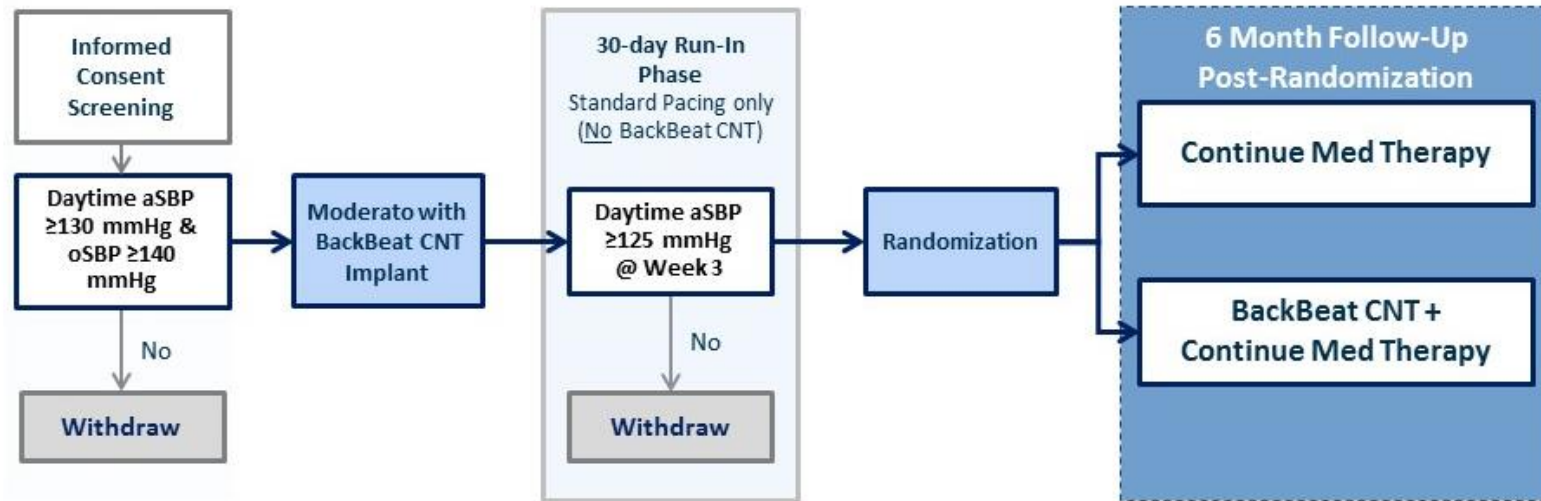 Informed
Consent
Screening
Daytime aSBP
≥130 mmHg &
oSBP ≥140
mmHg
No
Withdraw
Moderato with
BackBeat CNT
Implant
30-day Run-In
Phase
Standard Pacing only
(No BackBeat CNT)
Daytime aSBP
≥125 mmHg
@ Week 3
No
Withdraw
Randomization
6 Month Follow-Up
Post-Randomization
Continue Med Therapy
BackBeat CNT +
Continue Med Therapy